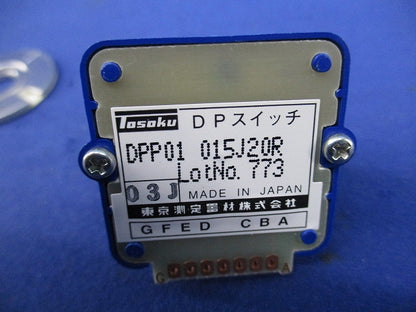 Tosoku DPスイッチ
DPP01 015J20R
LotNo. 773
03J MADE IN JAPAN
東京測定器材株式会社
GFED CBA
G A